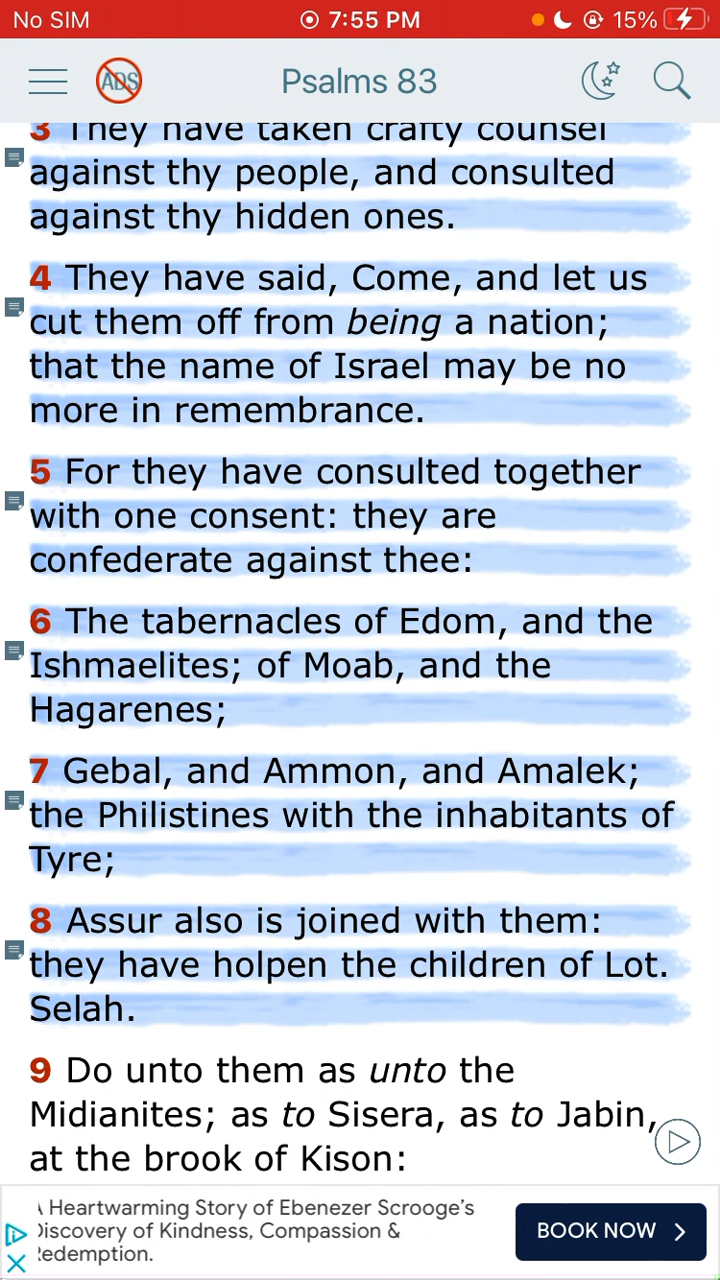 No SIM 7:55 PM 15%
ADS Psalms 83
3 They have taken crafty counsel
against thy people, and consulted
against thy hidden ones.
4 They have said, Come, and let us
cut them off from being a nation;
that the name of Israel may be no
more in remembrance.
5 For they have consulted together
with one consent: they are
confederate against thee:
6 The tabernacles of Edom, and the
Ishmaelites; of Moab, and the
Hagarenes;
7 Gebal, and Ammon, and Amalek;
the Philistines with the inhabitants of
Tyre;
8 Assur also is joined with them:
they have holpen the children of Lot.
Selah.
9 Do unto them as unto the
Midianites; as to Sisera, as to Jabin,
at the brook of Kison:
A Heartwarming Story of Ebenezer Scrooge's
Discovery of Kindness, Compassion &
Redemption.
BOOK NOW